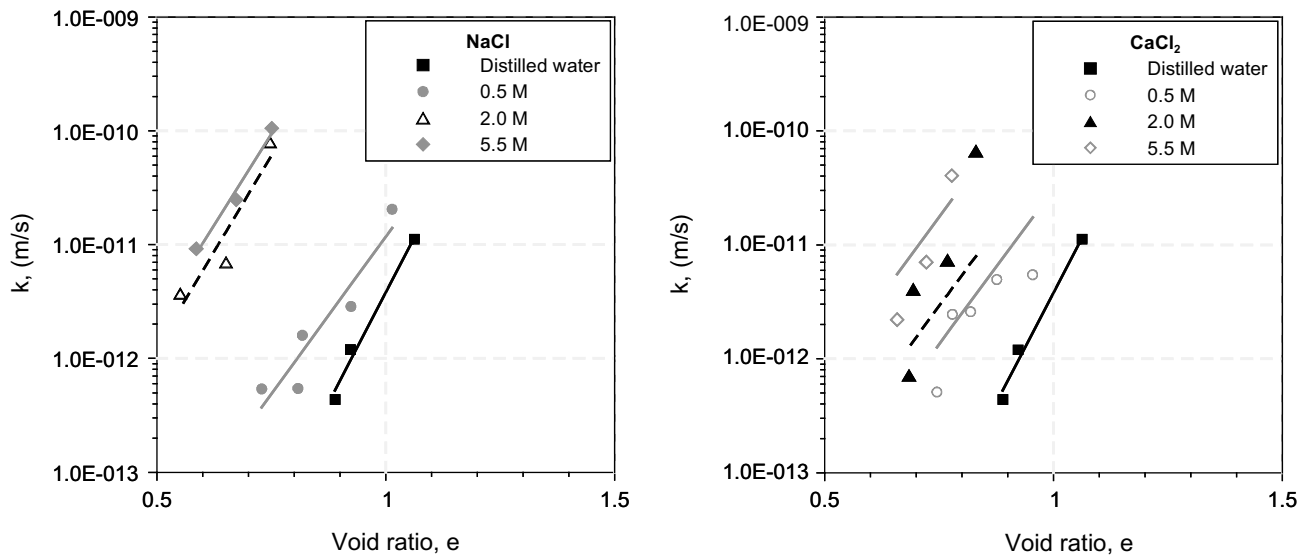 1.0E-009
1.0E-010
1.0E-011
1.0E-012
1.0E-013
k, (m/s)
NaCl
Distilled water
0.5 M
2.0 M
5.5 M
0.5
1
1.5
Void ratio, e
1.0E-009
1.0E-010
1.0E-011
1.0E-012
1.0E-013
k, (m/s)
CaCl₂
Distilled water
0.5 M
2.0 M
5.5 M
0.5
1
1.5
Void ratio, e